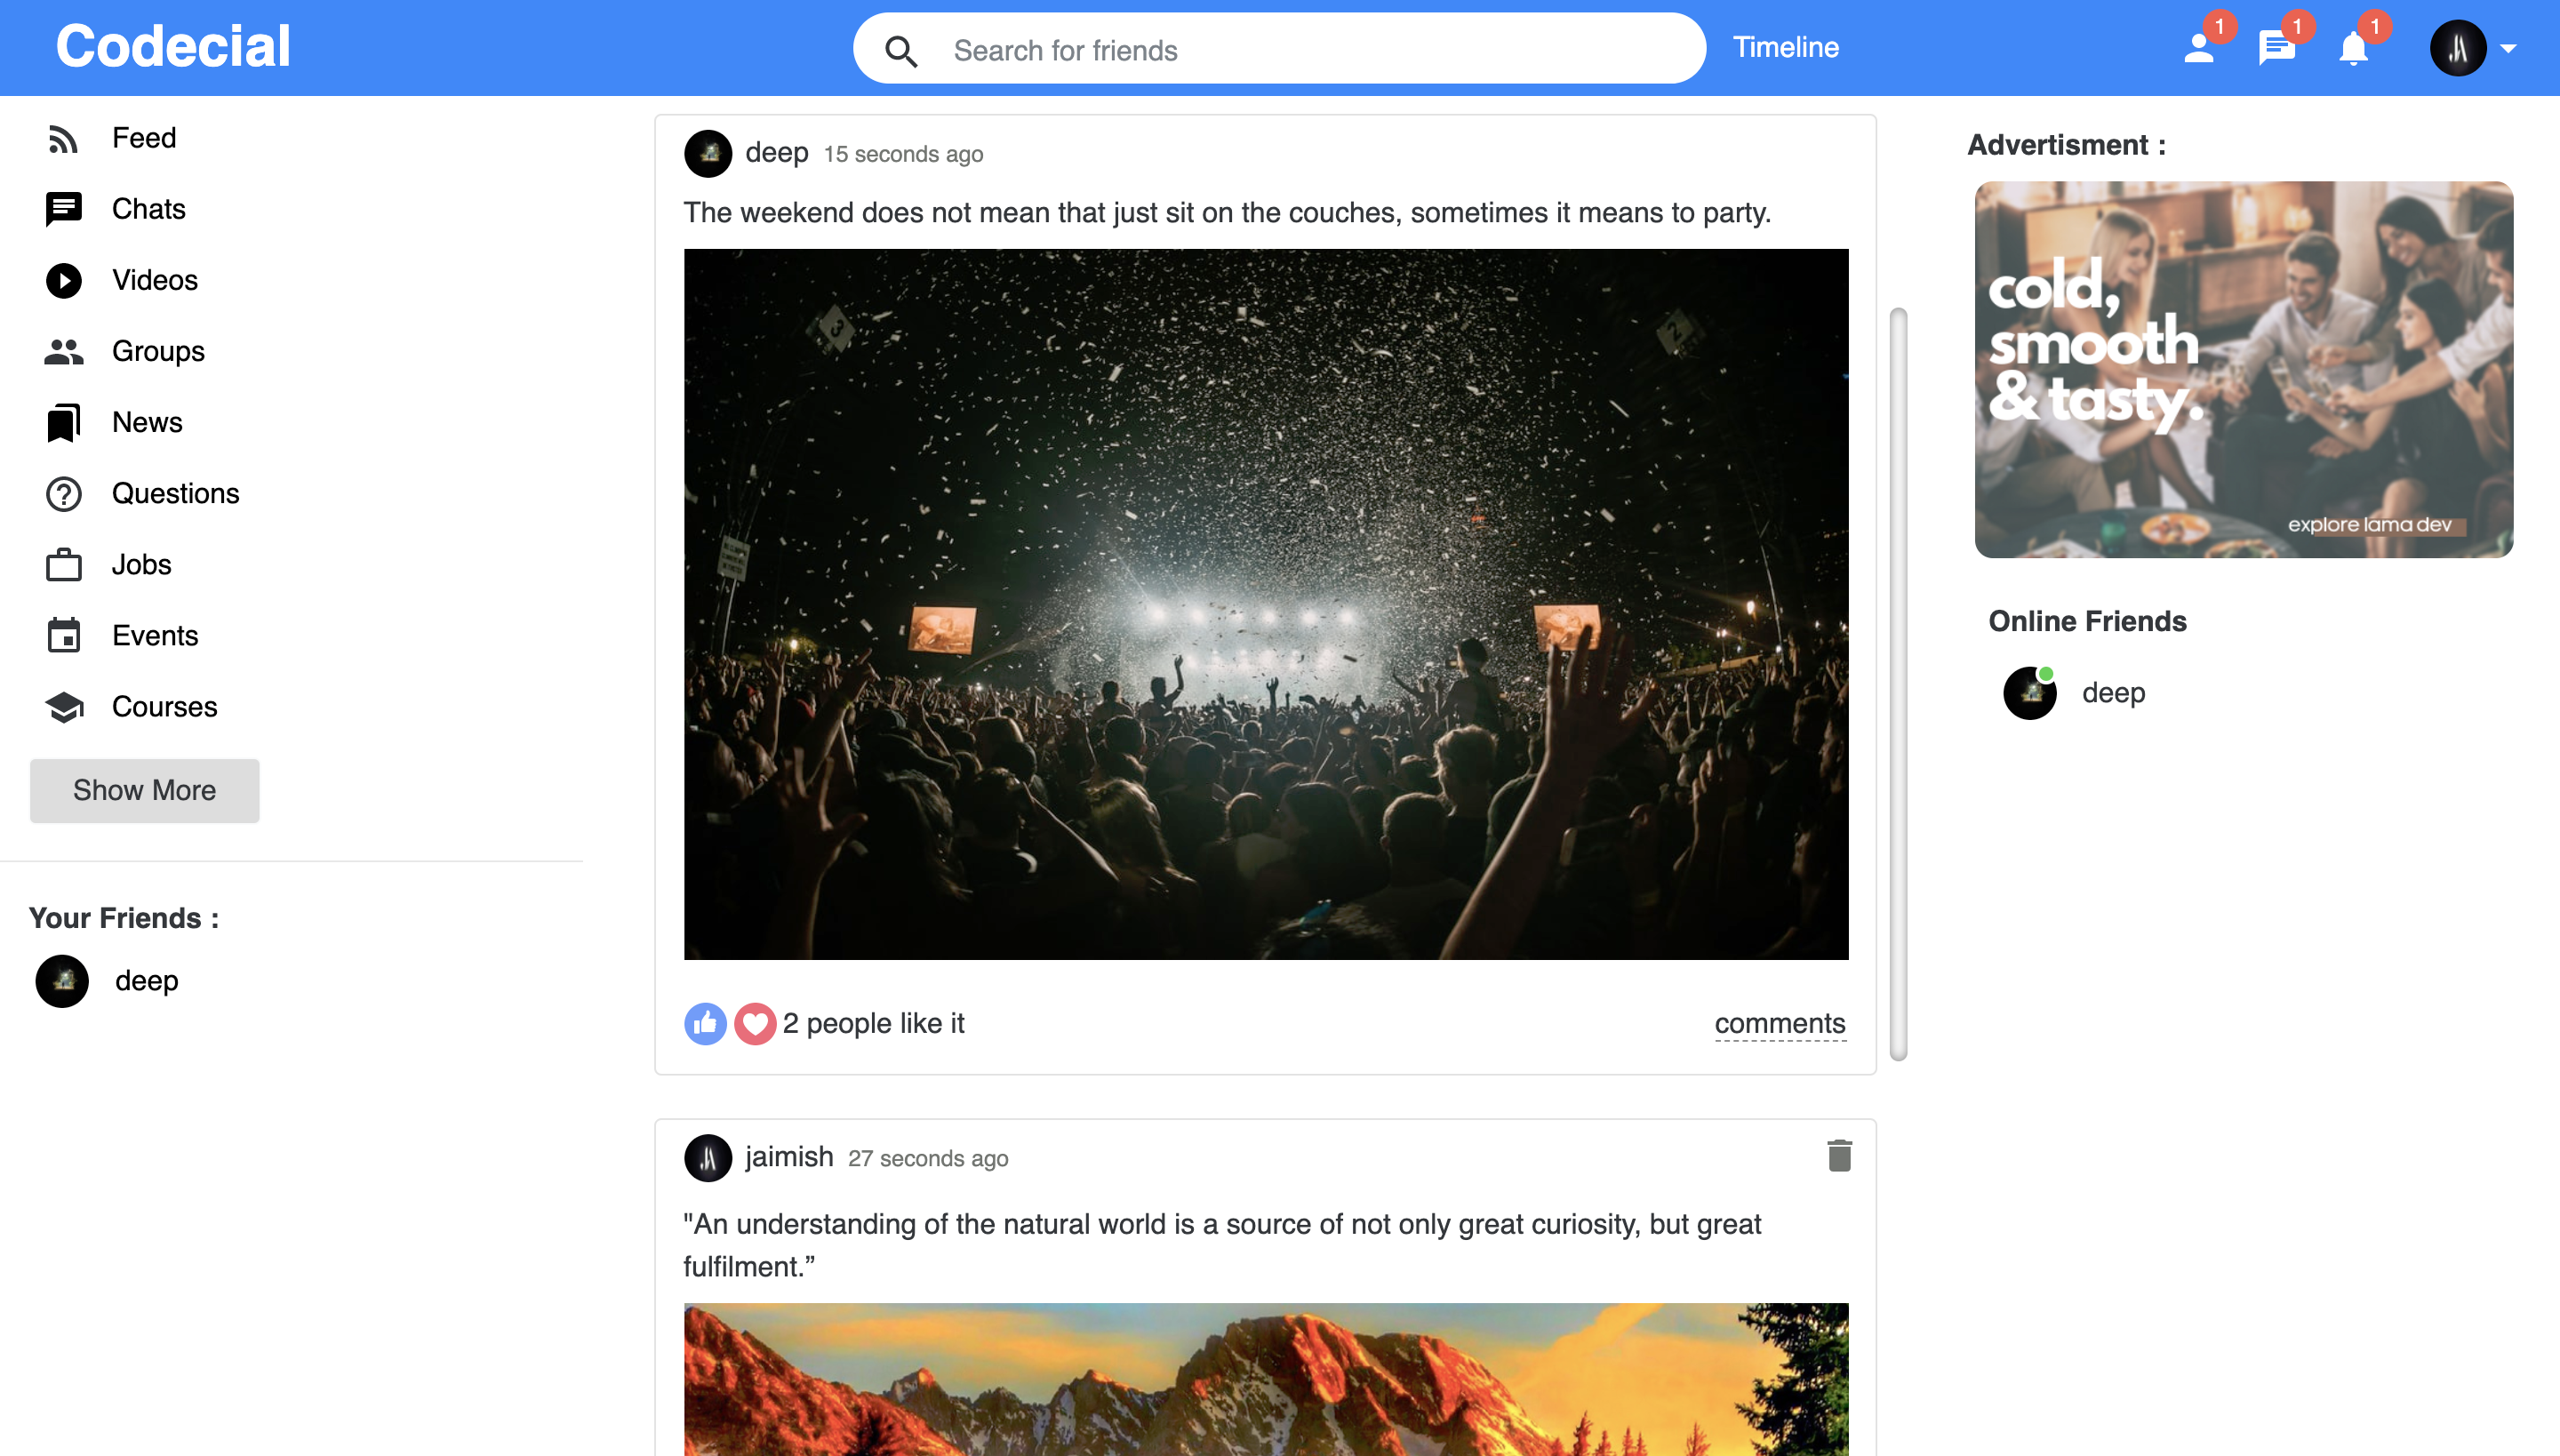 Codecial
Search for friends
Timeline
1
1
1
Feed
Chats
Videos
Groups
News
Questions
Jobs
Events
Courses
Show More
Your Friends :
deep
deep 15 seconds ago
The weekend does not mean that just sit on the couches, sometimes it means to party.
3
2
2 people like it
comments
jaimish 27 seconds ago
"An understanding of the natural world is a source of not only great curiosity, but great
fulfilment.”
Advertisment :
cold,
smooth
& tasty.
explore lama dev
Online Friends
deep